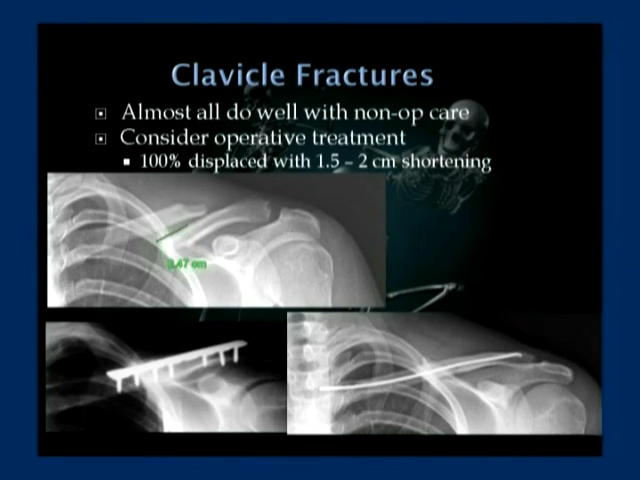 Clavicle Fractures
Almost all do well with non-op care
Consider operative treatment
100% displaced with 1.5 – 2 cm shortening
cm